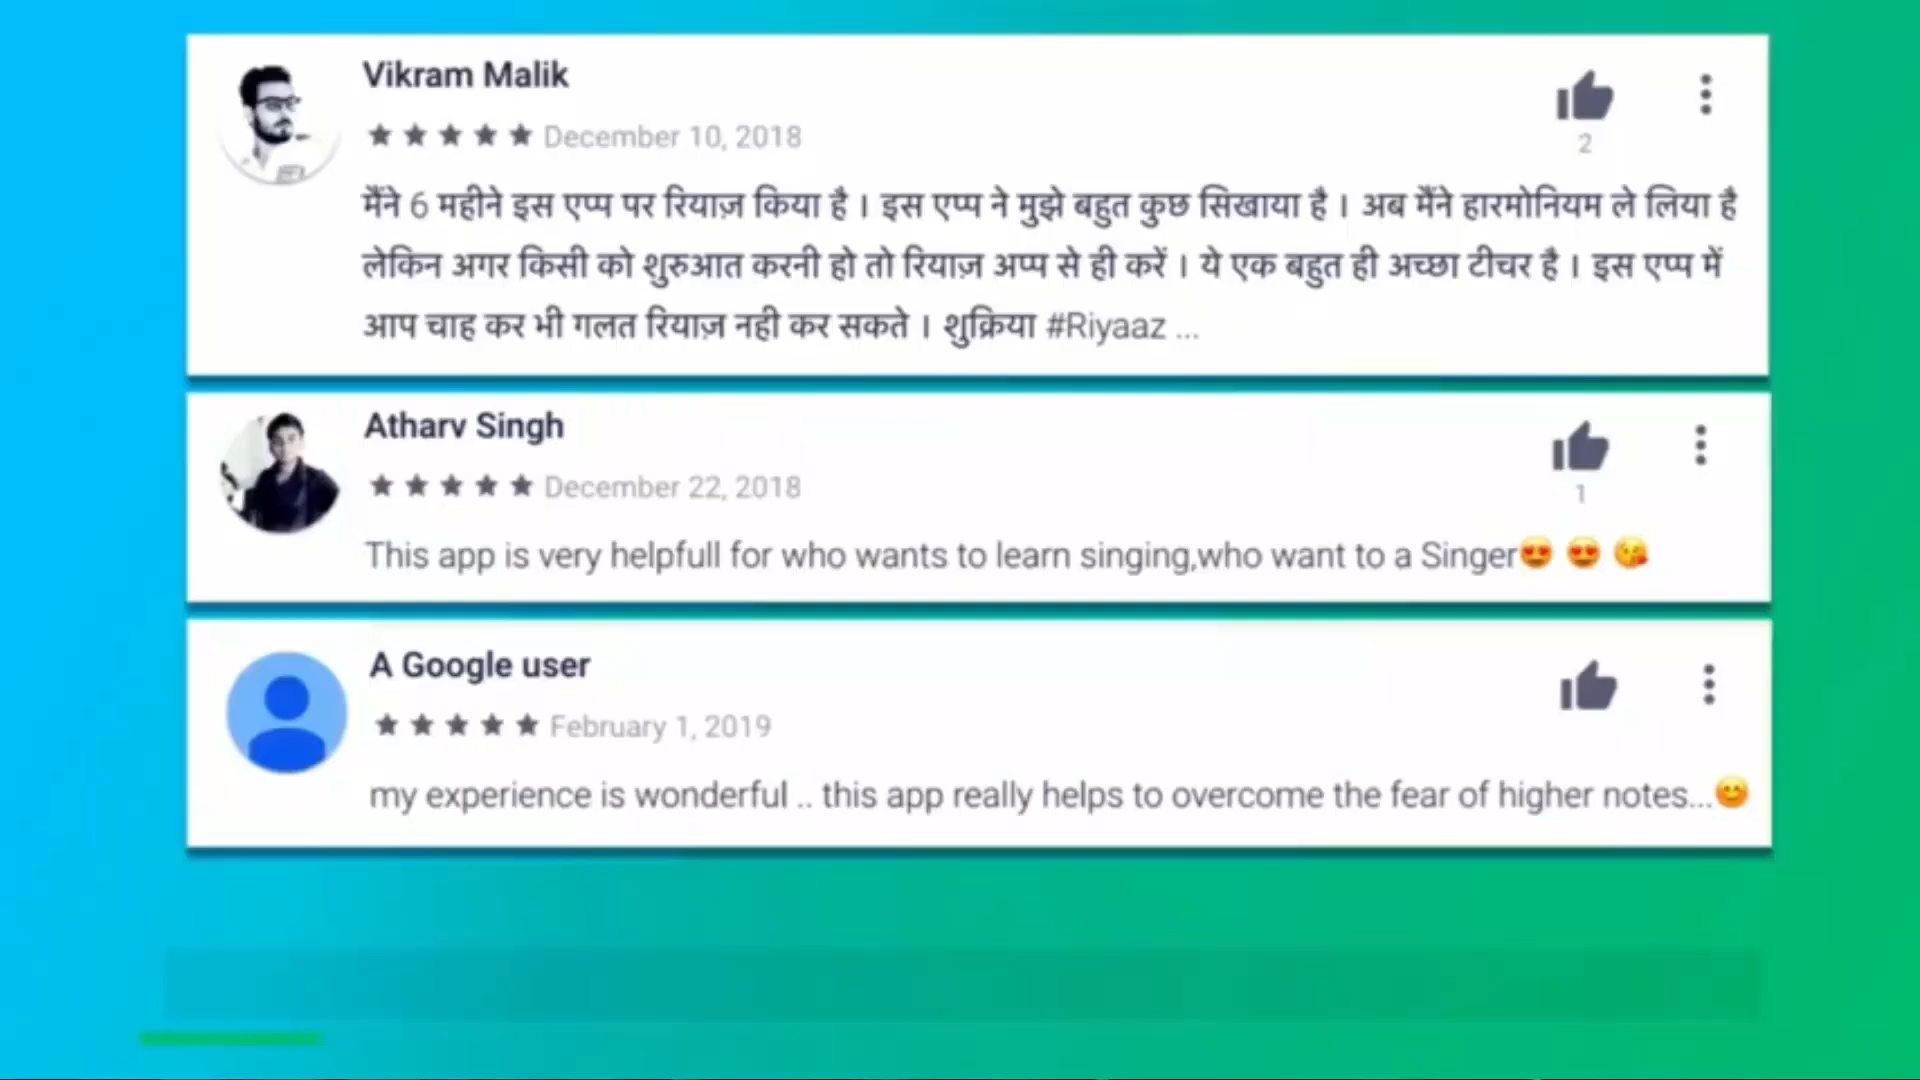 Vikram Malik
December 10, 2018
2
मैंने 6 महीने इस एप्प पर रियाज़ किया है । इस एप्प ने मुझे बहुत कुछ सिखाया है । अब मैंने हारमोनियम ले लिया है
लेकिन अगर किसी को शुरुआत करनी हो तो रियाज़ अप्प से ही करें । ये एक बहुत ही अच्छा टीचर है । इस एप्प में
आप चाह कर भी गलत रियाज़ नही कर सकते । शुक्रिया #Riyaaz ...
Atharv Singh
December 22, 2018
1
This app is very helpfull for who wants to learn singing,who want to a Singer😍 😍 😘
A Google user
February 1, 2019
my experience is wonderful .. this app really helps to overcome the fear of higher notes...😊